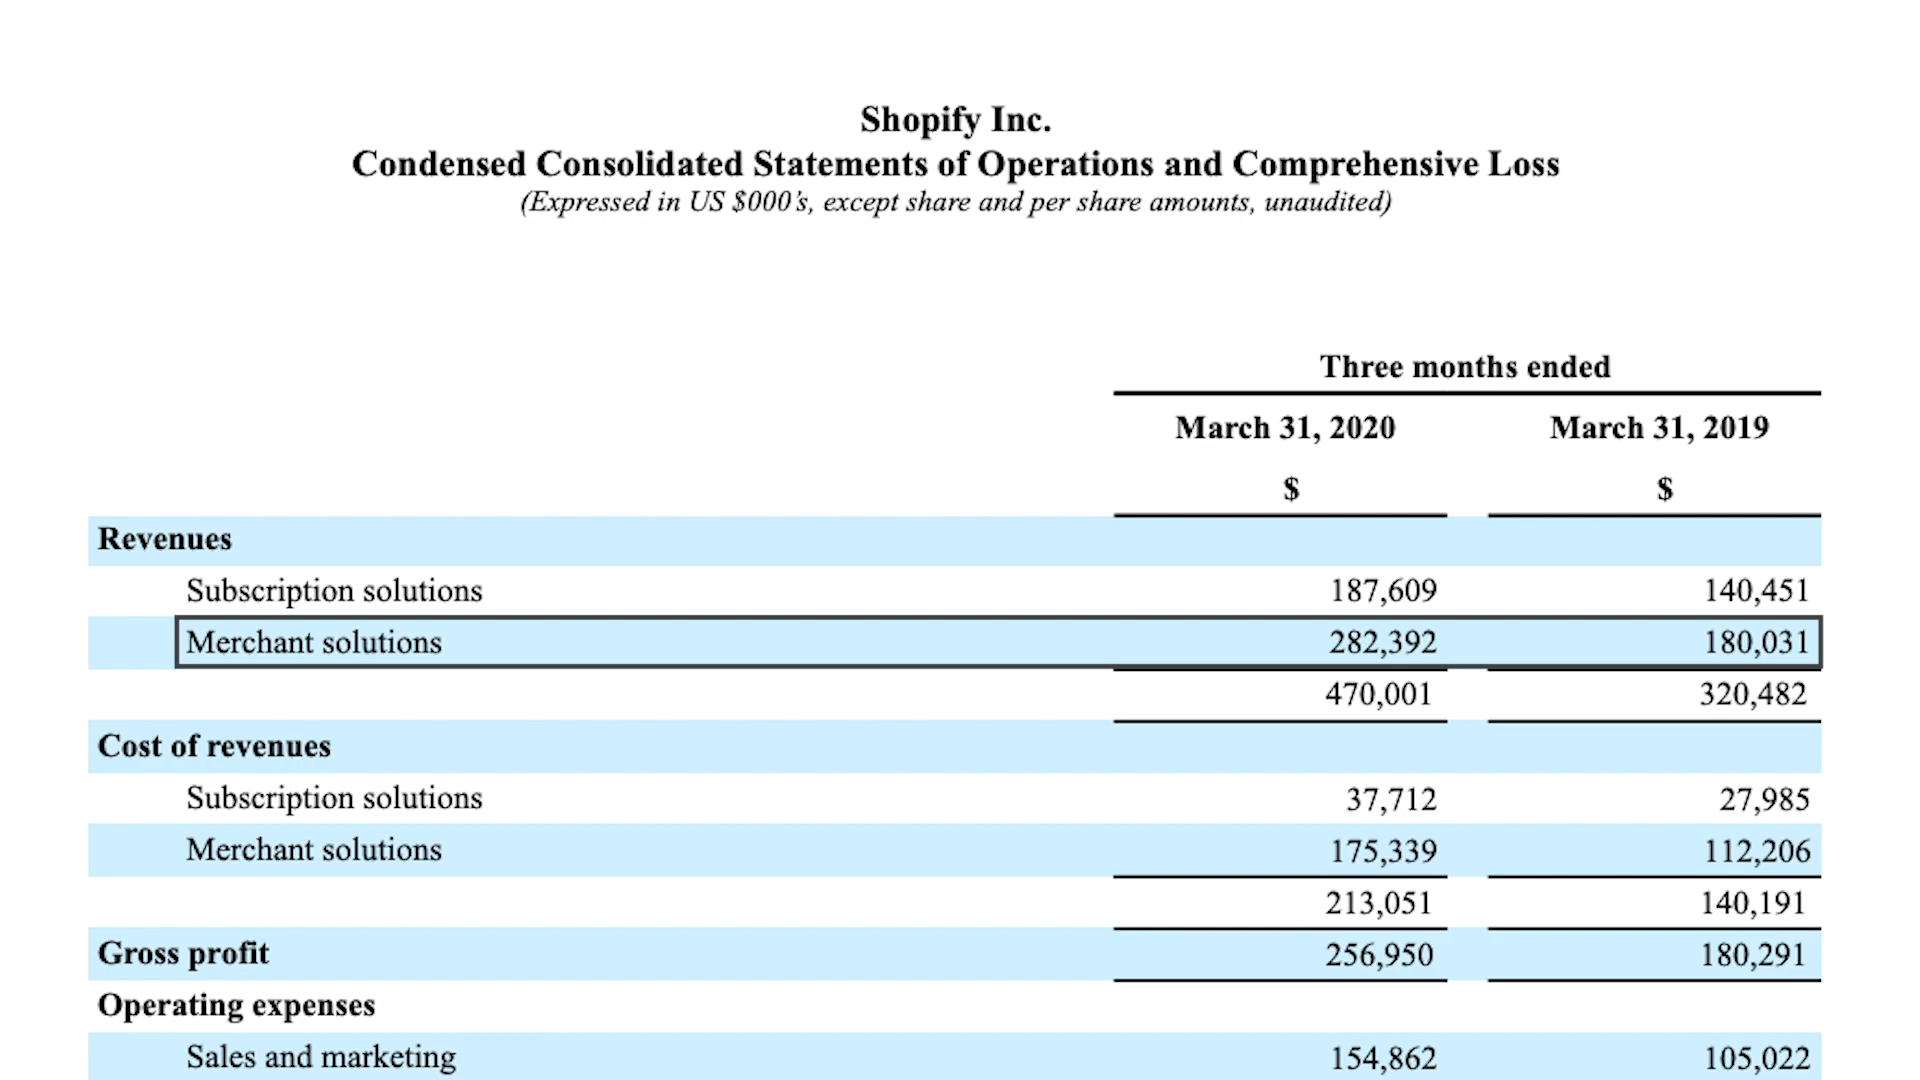 Shopify Inc.
Condensed Consolidated Statements of Operations and Comprehensive Loss
(Expressed in US $000's, except share and per share amounts, unaudited)
Three months ended
March 31, 2020 March 31, 2019
$ $
Revenues
Subscription solutions 187,609 140,451
Merchant solutions 282,392 180,031
470,001 320,482
Cost of revenues
Subscription solutions 37,712 27,985
Merchant solutions 175,339 112,206
213,051 140,191
Gross profit 256,950 180,291
Operating expenses
Sales and marketing 154,862 105,022